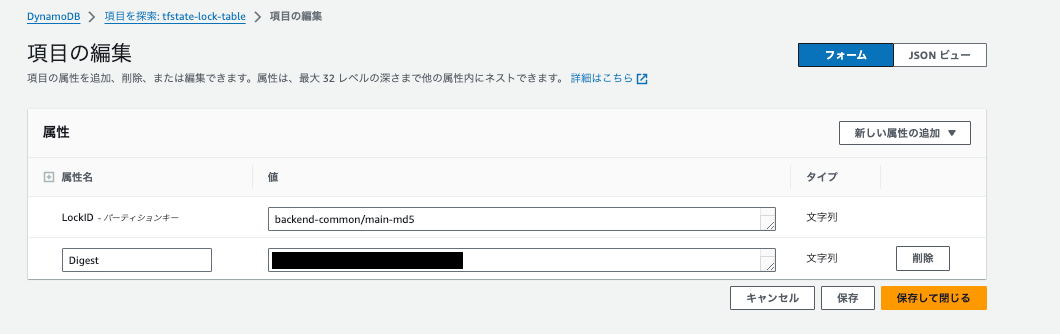 DynamoDB > 項目を探索: tfstate-lock-table > 項目の編集
項目の編集
フォーム JSON ビュー
項目の属性を追加、削除、または編集できます。属性は、最大 32 レベルの深さまで他の属性内にネストできます。 詳細はこちら
属性
新しい属性の追加 ▼
属性名 値 タイプ
LockID - パーティションキー backend-common/main-md5 文字列
Digest 文字列 削除
キャンセル 保存 保存して閉じる